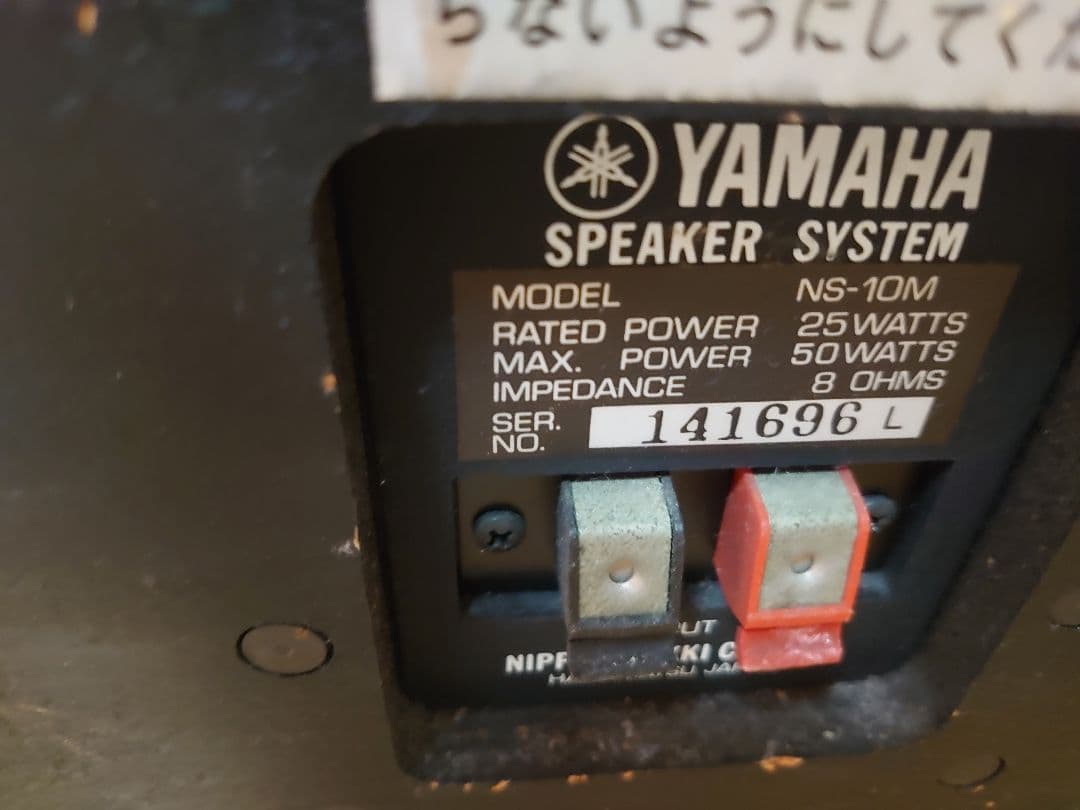 らないようにしてくだ
YAMAHA
SPEAKER SYSTEM
MODEL NS-10M
RATED POWER 25WATTS
MAX. POWER 50WATTS
IMPEDANCE 8 OHMS
SER. NO. 141696 L